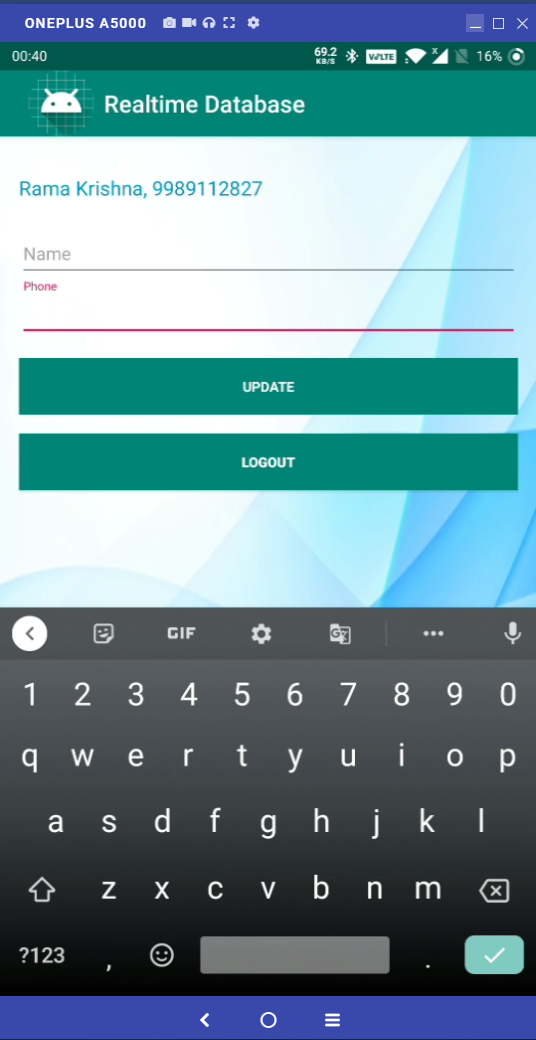 ONEPLUS A5000
00:40 69.2 KB/S VoLTE x 16%
Realtime Database
Rama Krishna, 9989112827
Name
Phone
UPDATE
LOGOUT
GIF
1 2 3 4 5 6 7 8 9 0
q w e r t y u i o p
a s d f g h j k l
z x c v b n m
?123 , .